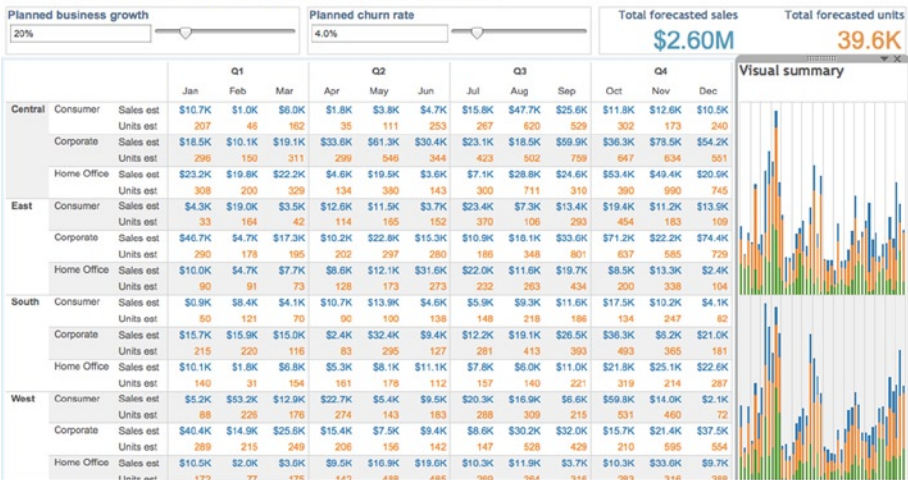 Planned business growth
20%
Planned churn rate
4.0%
Total forecasted sales
$2.60M
Total forecasted units
39.6K
Visual summary
Q1 Q2 Q3 Q4
Jan Feb Mar Apr May Jun Jul Aug Sep Oct Nov Dec
Central Consumer Sales est $10.7K $1.0K $6.0K $1.8K $3.8K $4.7K $15.8K $47.7K $25.6K $11.8K $12.6K $10.5K
Units est 207 46 162 35 111 253 267 620 529 302 173 240
Corporate Sales est $18.5K $10.1K $19.1K $33.6K $61.3K $30.4K $23.1K $18.5K $59.9K $36.3K $78.5K $54.2K
Units est 296 150 311 299 546 344 423 502 759 647 634 551
Home Office Sales est $23.2K $19.8K $22.2K $4.6K $19.5K $3.6K $7.1K $28.8K $24.6K $53.4K $49.4K $20.9K
Units est 308 200 329 134 380 143 300 711 310 390 990 745
East Consumer Sales est $4.3K $19.0K $3.5K $12.6K $11.5K $3.7K $23.4K $7.3K $13.4K $19.4K $11.2K $13.9K
Units est 33 164 42 114 165 152 370 106 293 454 183 109
Corporate Sales est $46.7K $4.7K $17.3K $10.2K $22.8K $15.3K $10.9K $18.1K $33.6K $71.2K $22.2K $74.4K
Units est 290 178 195 202 297 280 186 348 801 637 585 729
Home Office Sales est $10.0K $4.7K $7.7K $8.6K $12.1K $31.6K $22.0K $11.6K $19.7K $8.5K $13.3K $2.4K
Units est 90 91 73 128 173 273 232 263 434 200 338 104
South Consumer Sales est $0.9K $8.4K $4.1K $10.7K $13.9K $4.6K $5.9K $9.3K $11.6K $17.5K $10.2K $4.1K
Units est 50 121 70 90 100 138 148 218 186 134 247 82
Corporate Sales est $15.7K $15.9K $15.0K $2.4K $32.4K $9.4K $12.2K $19.1K $26.5K $36.3K $6.2K $21.0K
Units est 215 220 116 83 295 127 281 413 393 493 365 181
Home Office Sales est $10.1K $1.8K $6.8K $5.3K $8.1K $11.1K $7.8K $6.0K $11.0K $21.8K $25.1K $22.6K
Units est 140 31 154 161 178 112 157 140 221 319 214 287
West Consumer Sales est $5.2K $53.2K $12.9K $22.7K $5.4K $9.5K $20.3K $16.9K $6.6K $59.8K $14.0K $2.1K
Units est 88 226 176 274 143 183 288 309 215 531 460 72
Corporate Sales est $40.4K $14.9K $25.6K $15.4K $7.5K $9.4K $8.6K $30.2K $32.0K $15.7K $21.4K $37.5K
Units est 289 215 249 206 156 142 147 528 429 210 595 554
Home Office Sales est $10.5K $2.0K $3.6K $9.5K $16.9K $19.6K $10.3K $11.9K $3.7K $10.3K $33.6K $9.7K
Units est